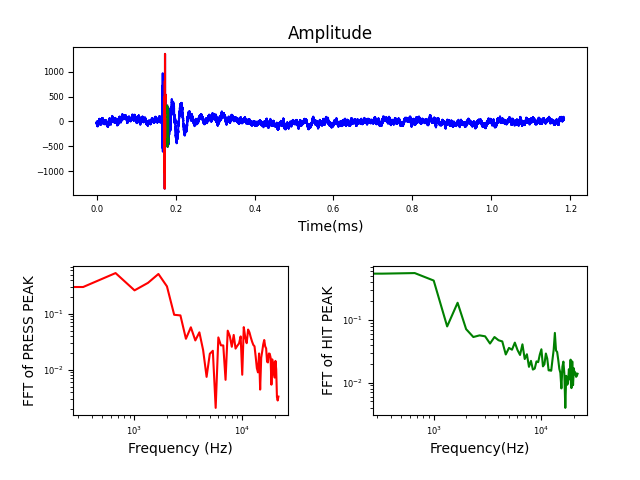 Amplitude
1000
500
0
−500
−1000
0.0 0.2 0.4 0.6 0.8 1.0 1.2
Time(ms)
FFT of PRESS PEAK
10⁻¹
10⁻²
10³ 10⁴
Frequency (Hz)
FFT of HIT PEAK
10⁻¹
10⁻²
10³ 10⁴
Frequency(Hz)